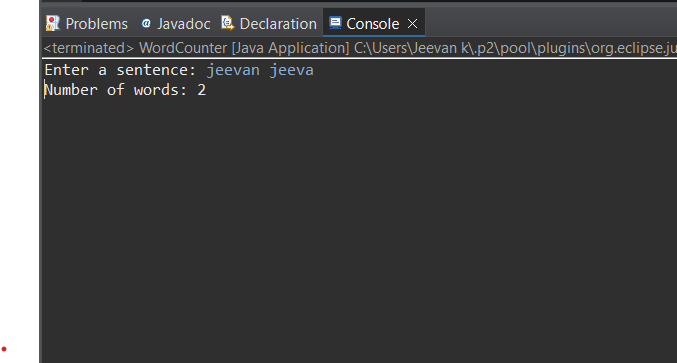 Problems @ Javadoc Declaration Console
<terminated> WordCounter [Java Application] C:\Users\Jeevan k\.p2\pool\plugins\org.eclipse.ju
Enter a sentence: jeevan jeeva
Number of words: 2